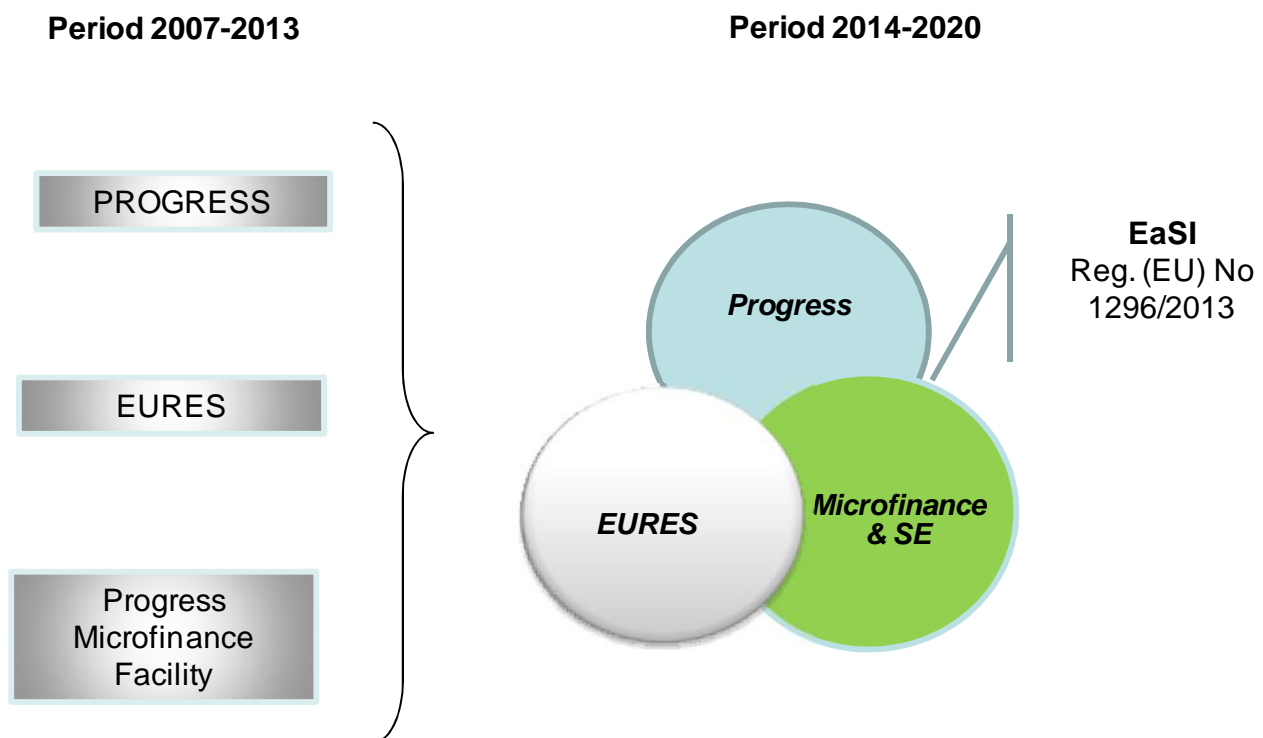 Period 2007-2013
Period 2014-2020
PROGRESS
EURES
Progress
Microfinance
Facility
Progress
EURES
Microfinance
& SE
EaSI
Reg. (EU) No
1296/2013